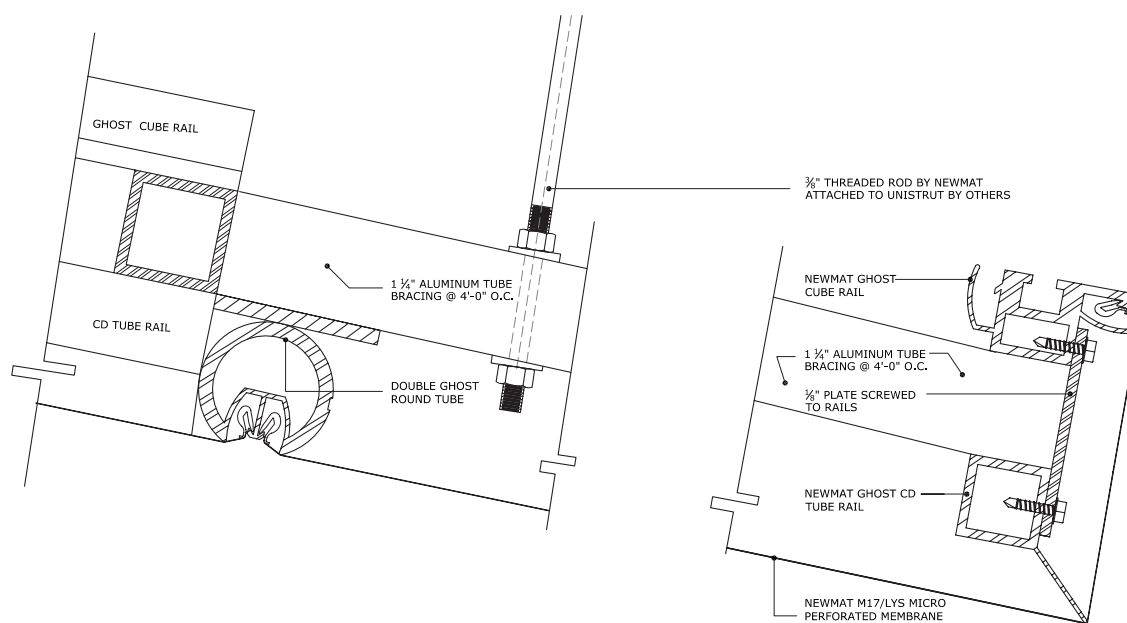 GHOST CUBE RAIL
CD TUBE RAIL
1 ¼" ALUMINUM TUBE
BRACING @ 4'-0" O.C.
DOUBLE GHOST
ROUND TUBE
⅜" THREADED ROD BY NEWMAT
ATTACHED TO UNISTRUT BY OTHERS
NEWMAT GHOST
CUBE RAIL
1 ¼" ALUMINUM TUBE
BRACING @ 4'-0" O.C.
⅛" PLATE SCREWED
TO RAILS
NEWMAT GHOST CD
TUBE RAIL
NEWMAT M17/LYS MICRO
PERFORATED MEMBRANE